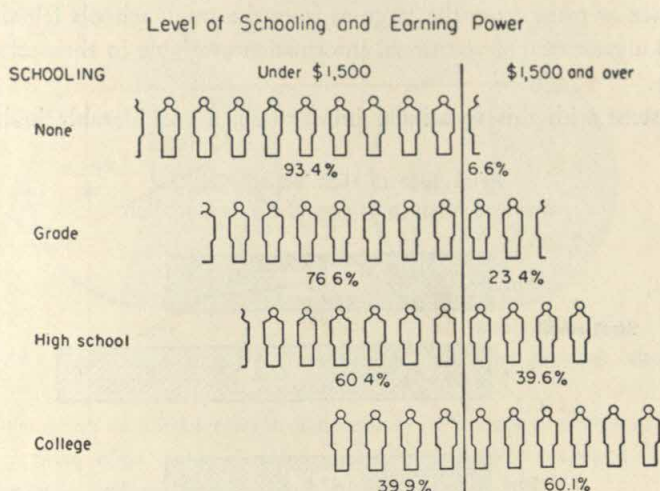 Level of Schooling and Earning Power
SCHOOLING Under $1,500 $1,500 and over
None
93.4% 6.6%
Grade
76.6% 23.4%
High school
60.4% 39.6%
College
39.9% 60.1%